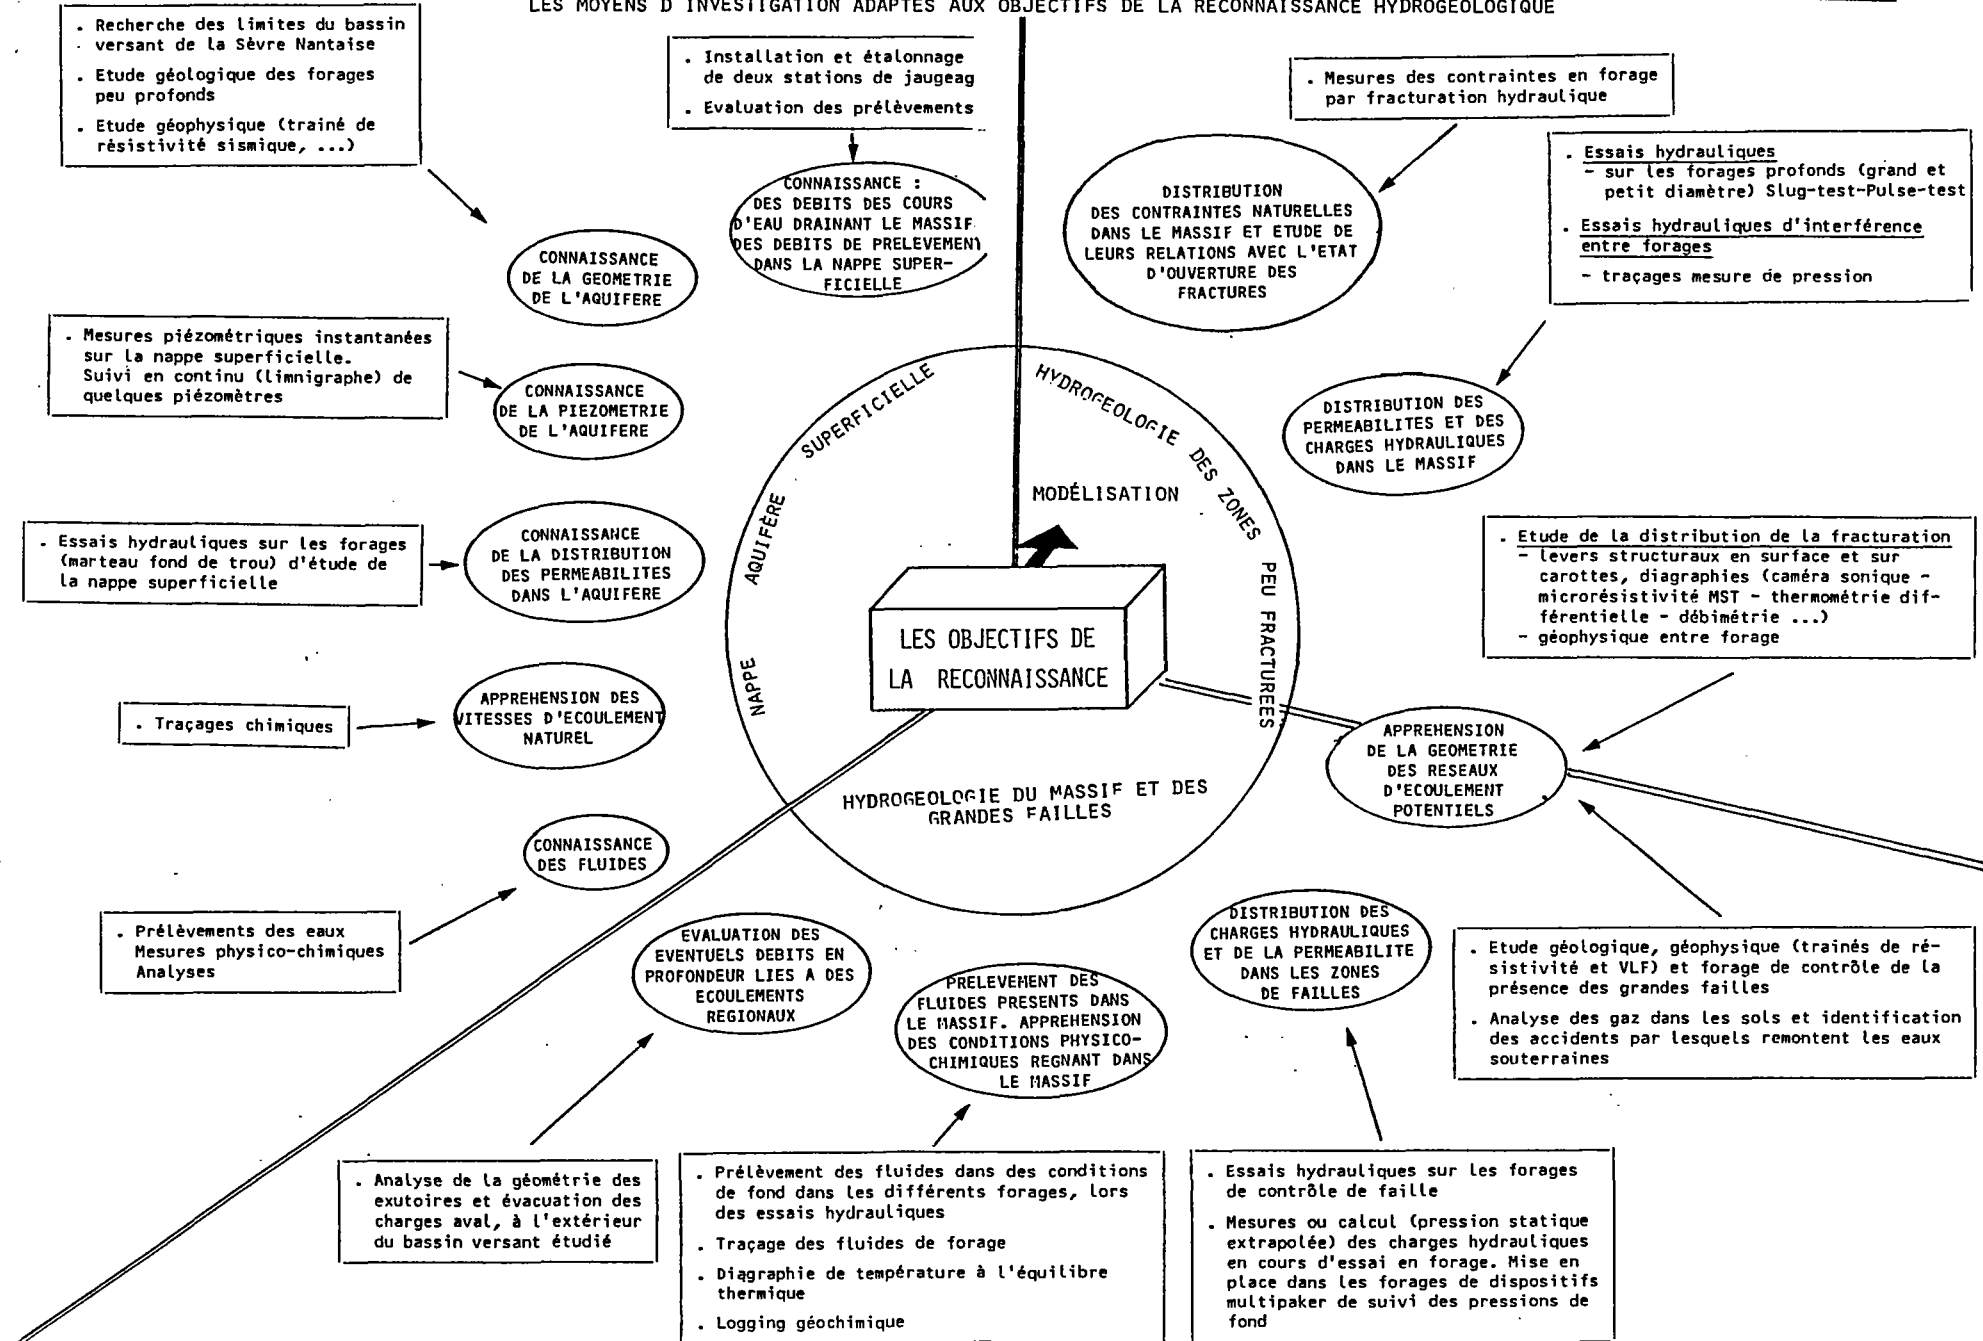 LES MOYENS D'INVESTIGATION ADAPTES AUX OBJECTIFS DE LA RECONNAISSANCE HYDROGEOLOGIQUE
. Recherche des limites du bassin
versant de la Sèvre Nantaise
. Etude géologique des forages
peu profonds
. Etude géophysique (trainé de
résistivité sismique, ...)
. Installation et étalonnage
de deux stations de jaugeag
. Evaluation des prélèvements
. Mesures des contraintes en forage
par fracturation hydraulique
. Essais hydrauliques
- sur les forages profonds (grand et
petit diamètre) Slug-test-Pulse-test
. Essais hydrauliques d'interférence
entre forages
- traçages mesure de pression
CONNAISSANCE
DE LA GEOMETRIE
DE L'AQUIFERE
CONNAISSANCE :
DES DEBITS DES COURS
D'EAU DRAINANT LE MASSIF
DES DEBITS DE PRELEVEMENT
DANS LA NAPPE SUPER-
FICIELLE
DISTRIBUTION
DES CONTRAINTES NATURELLES
DANS LE MASSIF ET ETUDE DE
LEURS RELATIONS AVEC L'ETAT
D'OUVERTURE DES
FRACTURES
. Mesures piézométriques instantanées
sur la nappe superficielle.
Suivi en continu (limnigraphe) de
quelques piézomètres
CONNAISSANCE
DE LA PIEZOMETRIE
DE L'AQUIFERE
DISTRIBUTION DES
PERMEABILITES ET DES
CHARGES HYDRAULIQUES
DANS LE MASSIF
NAPPE AQUIFÈRE SUPERFICIELLE
HYDROGEOLOGIE DES ZONES PEU FRACTUREES
MODÉLISATION
LES OBJECTIFS DE
LA RECONNAISSANCE
HYDROGEOLOGIE DU MASSIF ET DES
GRANDES FAILLES
. Essais hydrauliques sur les forages
(marteau fond de trou) d'étude de
la nappe superficielle
CONNAISSANCE
DE LA DISTRIBUTION
DES PERMEABILITES
DANS L'AQUIFERE
. Etude de la distribution de la fracturation
- levers structuraux en surface et sur
carottes, diagraphies (caméra sonique -
microrésistivité MST - thermométrie dif-
férentielle - débimétrie ...)
- géophysique entre forage
. Traçages chimiques
APPREHENSION DES
VITESSES D'ECOULEMENT
NATUREL
APPREHENSION
DE LA GEOMETRIE
DES RESEAUX
D'ECOULEMENT
POTENTIELS
CONNAISSANCE
DES FLUIDES
. Prélèvements des eaux
Mesures physico-chimiques
Analyses
EVALUATION DES
EVENTUELS DEBITS EN
PROFONDEUR LIES A DES
ECOULEMENTS
REGIONAUX
PRELEVEMENT DES
FLUIDES PRESENTS DANS
LE MASSIF. APPREHENSION
DES CONDITIONS PHYSICO-
CHIMIQUES REGNANT DANS
LE MASSIF
DISTRIBUTION DES
CHARGES HYDRAULIQUES
ET DE LA PERMEABILITE
DANS LES ZONES
DE FAILLES
. Etude géologique, géophysique (trainés de ré-
sistivité et VLF) et forage de contrôle de la
présence des grandes failles
. Analyse des gaz dans les sols et identification
des accidents par lesquels remontent les eaux
souterraines
. Analyse de la géométrie des
exutoires et évacuation des
charges aval, à l'extérieur
du bassin versant étudié
. Prélèvement des fluides dans des conditions
de fond dans les différents forages, lors
des essais hydrauliques
. Traçage des fluides de forage
. Diagraphie de température à l'équilibre
thermique
. Logging géochimique
. Essais hydrauliques sur les forages
de contrôle de faille
. Mesures ou calcul (pression statique
extrapolée) des charges hydrauliques
en cours d'essai en forage. Mise en
place dans les forages de dispositifs
multipaker de suivi des pressions de
fond